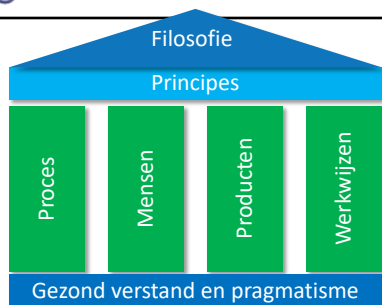 Filosofie
Principes
Proces
Mensen
Producten
Werkwijzen
Gezond verstand en pragmatisme